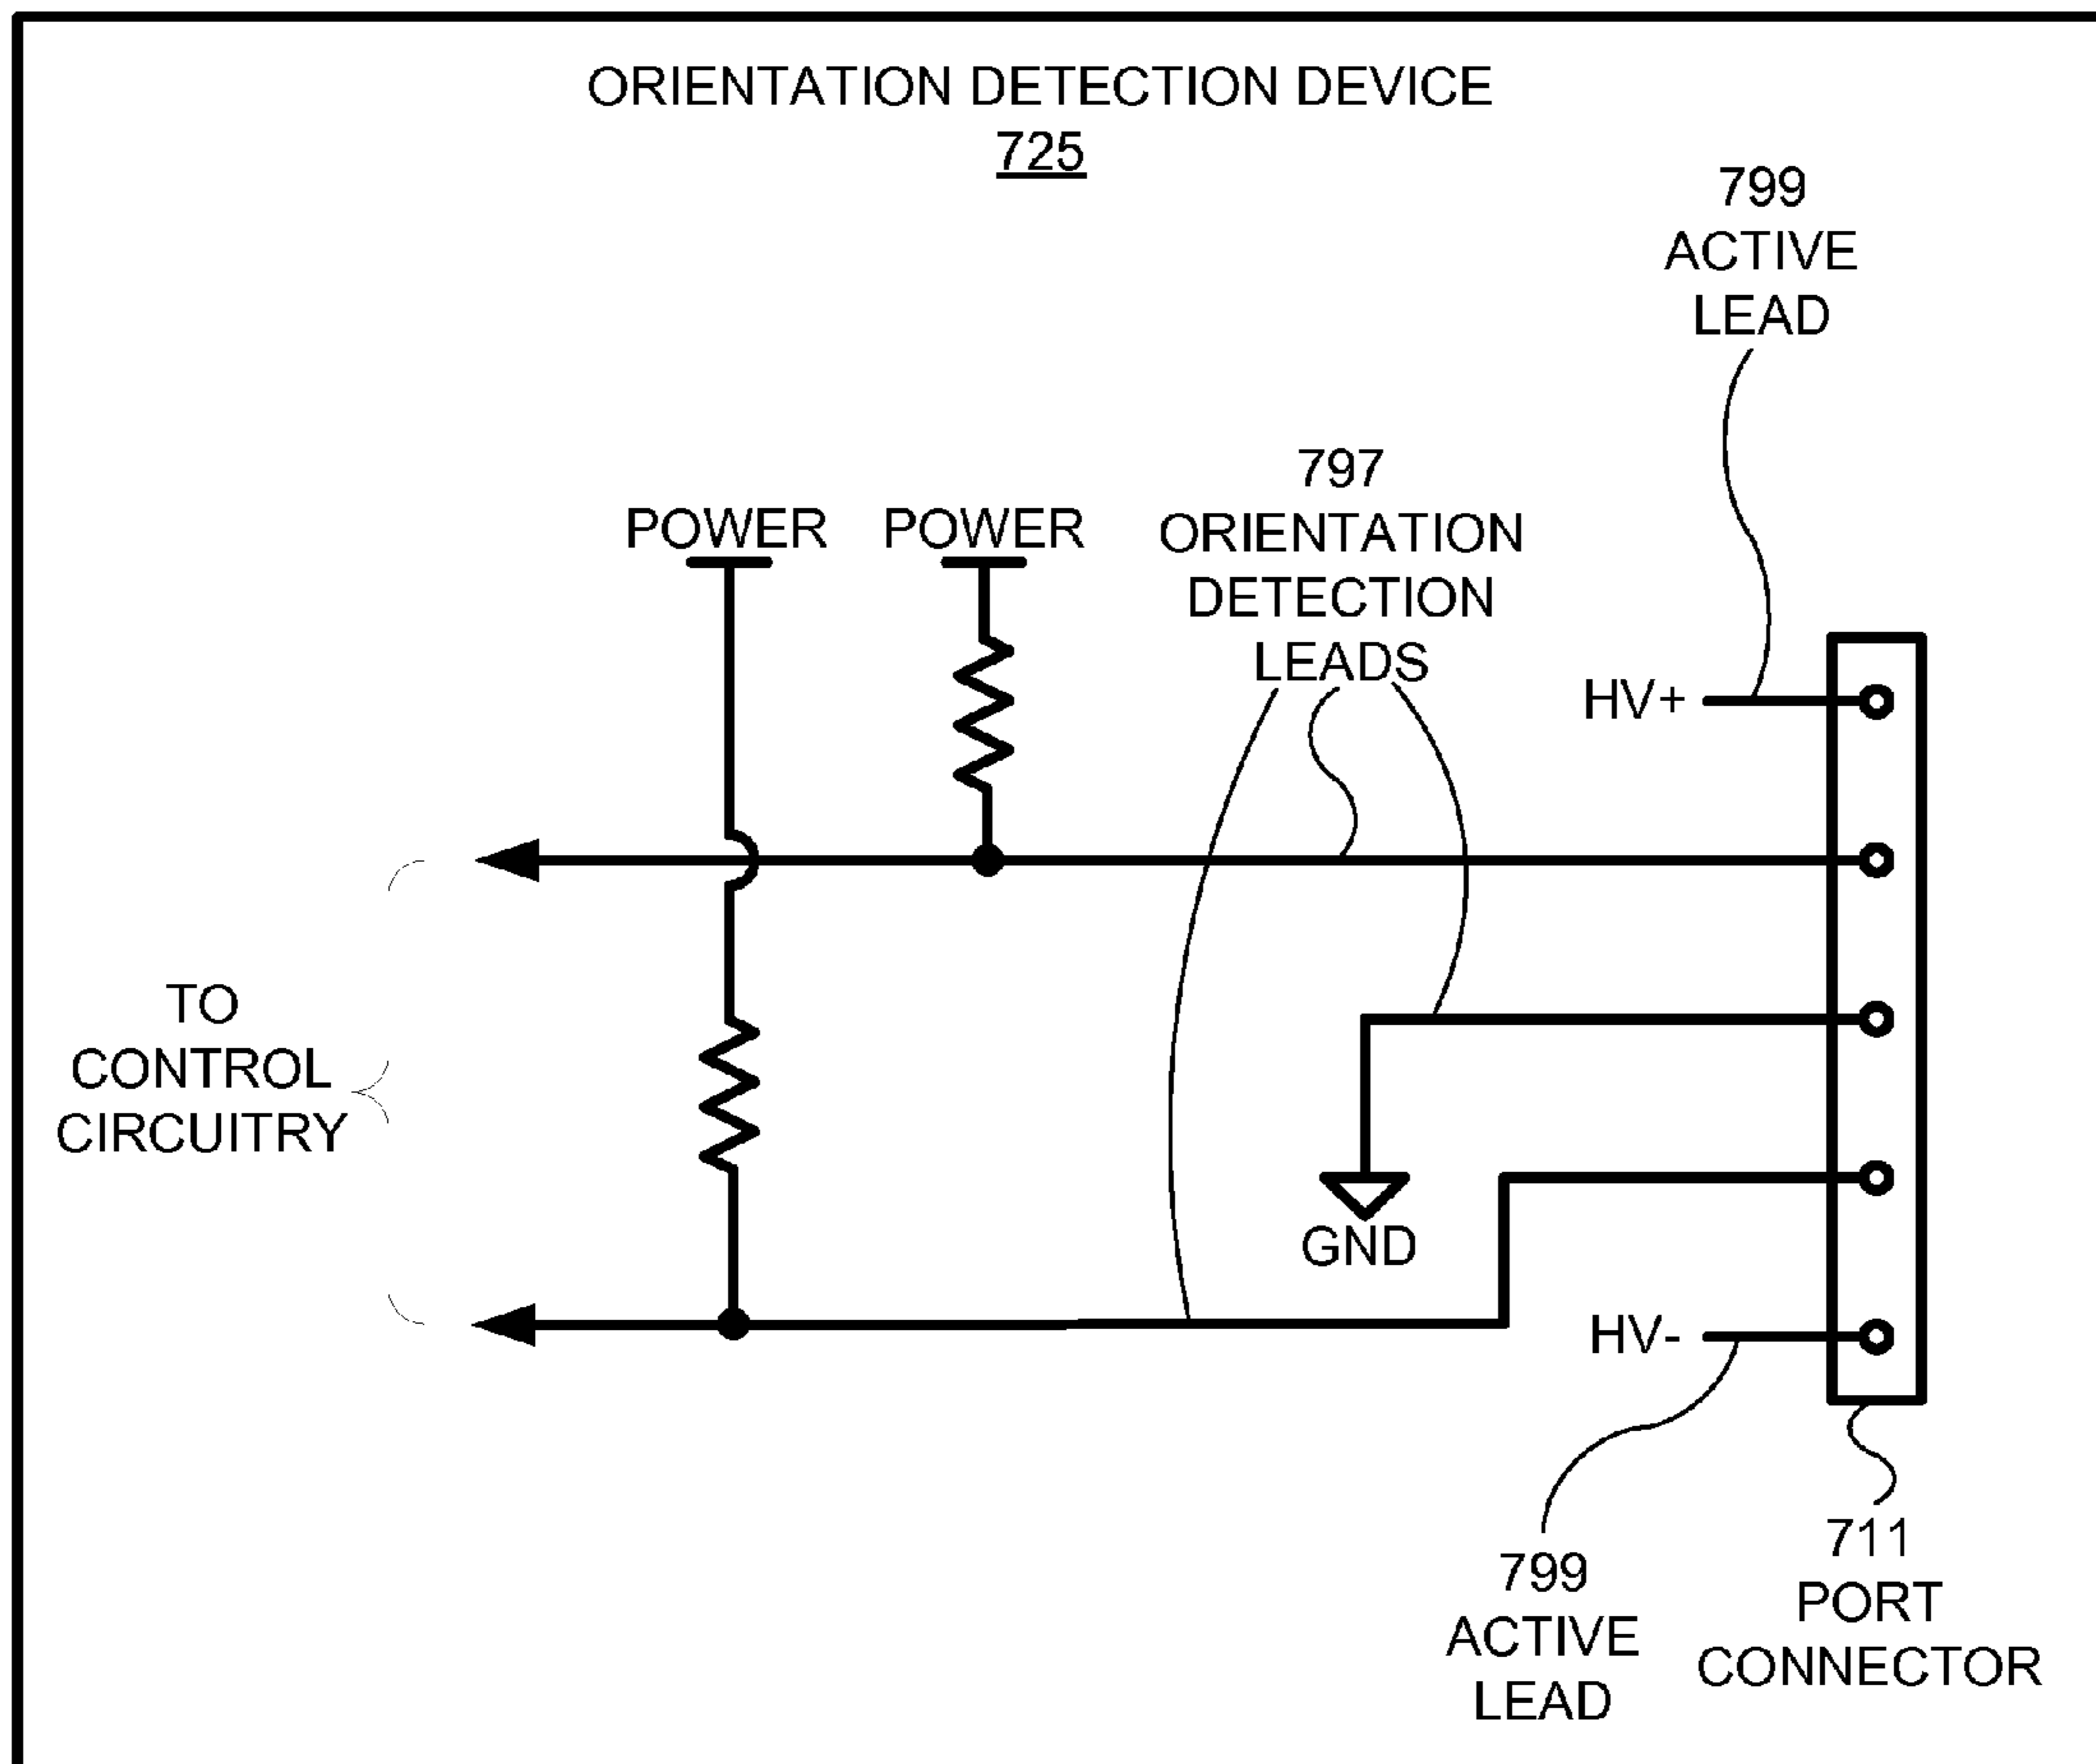 ORIENTATION DETECTION DEVICE
725
799
ACTIVE
LEAD
797
ORIENTATION
DETECTION
LEADS
POWER
POWER
HV+
TO
CONTROL
CIRCUITRY
GND
HV-
799
ACTIVE
LEAD
711
PORT
CONNECTOR